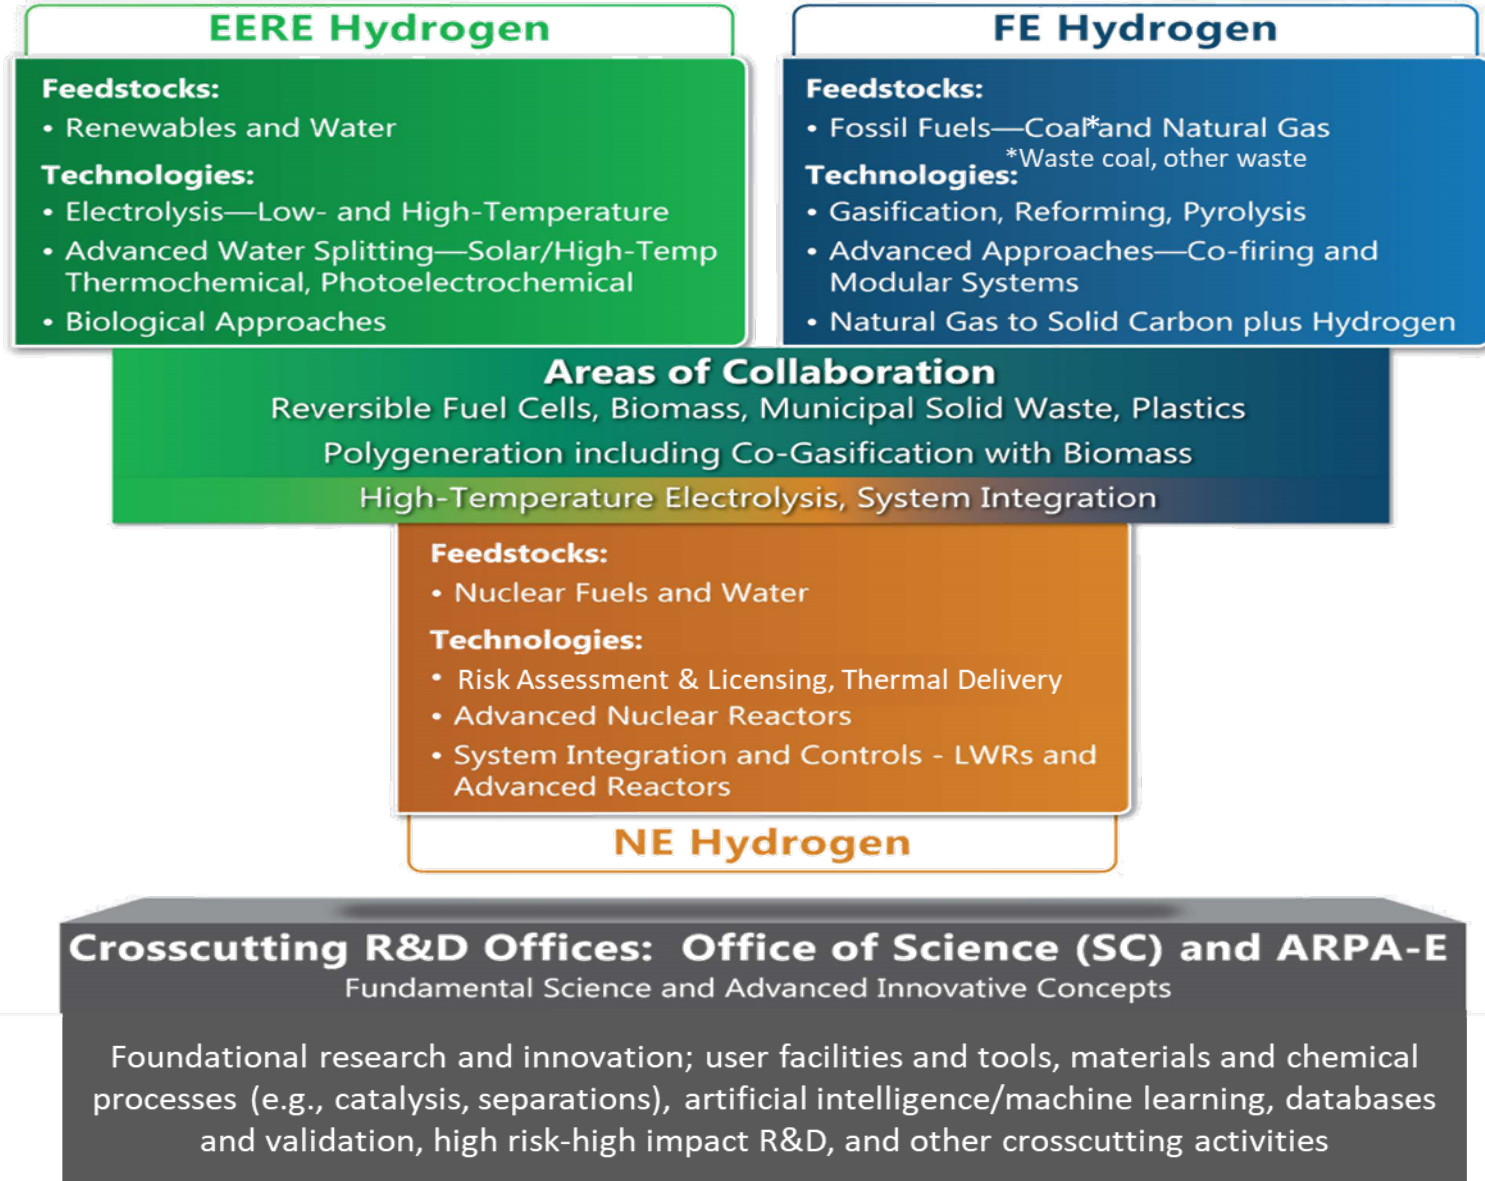 EERE Hydrogen
Feedstocks:
• Renewables and Water
Technologies:
• Electrolysis—Low- and High-Temperature
• Advanced Water Splitting—Solar/High-Temp
Thermochemical, Photoelectrochemical
• Biological Approaches
FE Hydrogen
Feedstocks:
• Fossil Fuels—Coal*and Natural Gas
*Waste coal, other waste
Technologies:
• Gasification, Reforming, Pyrolysis
• Advanced Approaches—Co-firing and
Modular Systems
• Natural Gas to Solid Carbon plus Hydrogen
Areas of Collaboration
Reversible Fuel Cells, Biomass, Municipal Solid Waste, Plastics
Polygeneration including Co-Gasification with Biomass
High-Temperature Electrolysis, System Integration
Feedstocks:
• Nuclear Fuels and Water
Technologies:
• Risk Assessment & Licensing, Thermal Delivery
• Advanced Nuclear Reactors
• System Integration and Controls - LWRs and
Advanced Reactors
NE Hydrogen
Crosscutting R&D Offices: Office of Science (SC) and ARPA-E
Fundamental Science and Advanced Innovative Concepts
Foundational research and innovation; user facilities and tools, materials and chemical
processes (e.g., catalysis, separations), artificial intelligence/machine learning, databases
and validation, high risk-high impact R&D, and other crosscutting activities